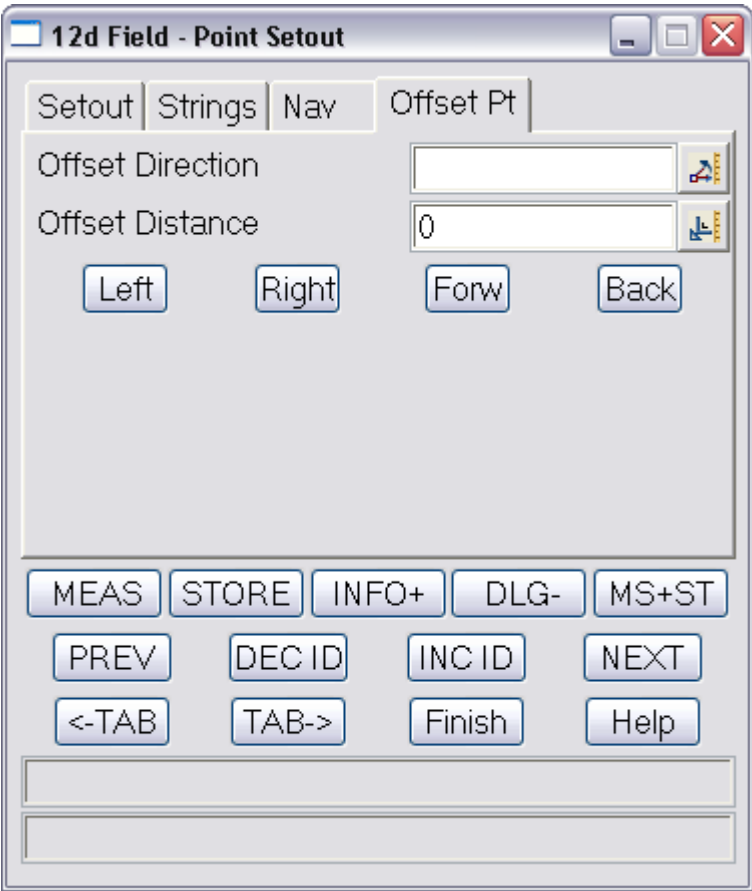 12d Field - Point Setout
Setout Strings Nav Offset Pt
Offset Direction
Offset Distance 0
Left Right Forw Back
MEAS STORE INFO+ DLG- MS+ST
PREV DEC ID INC ID NEXT
<-TAB TAB-> Finish Help